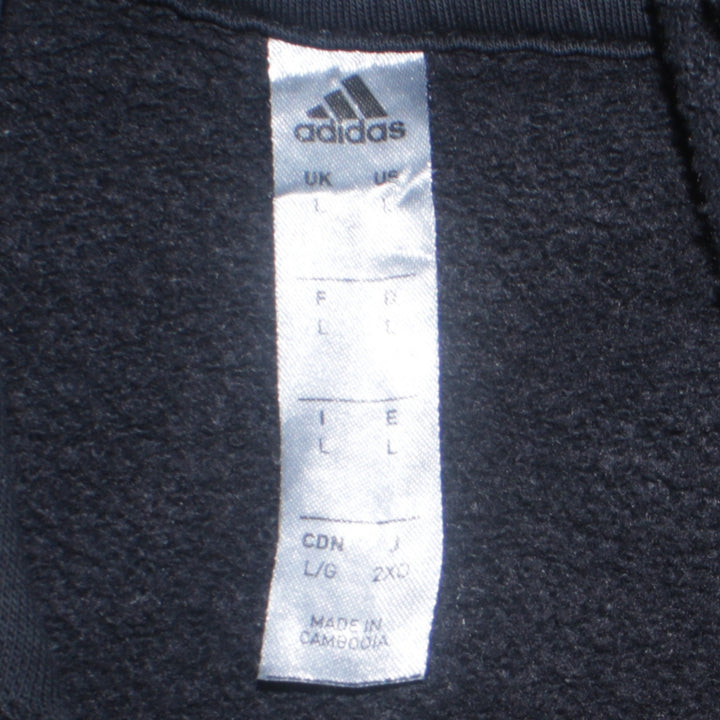 adidas
UK US
L L
F D
L L
I E
L L
CDN J
L/G 2XO
MADE IN
CAMBODIA